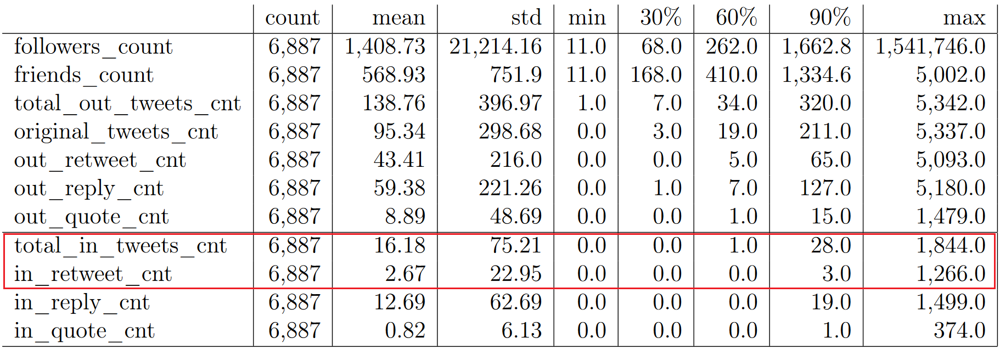 count mean std min 30% 60% 90% max
followers_count 6,887 1,408.73 21,214.16 11.0 68.0 262.0 1,662.8 1,541,746.0
friends_count 6,887 568.93 751.9 11.0 168.0 410.0 1,334.6 5,002.0
total_out_tweets_cnt 6,887 138.76 396.97 1.0 7.0 34.0 320.0 5,342.0
original_tweets_cnt 6,887 95.34 298.68 0.0 3.0 19.0 211.0 5,337.0
out_retweet_cnt 6,887 43.41 216.0 0.0 0.0 5.0 65.0 5,093.0
out_reply_cnt 6,887 59.38 221.26 0.0 1.0 7.0 127.0 5,180.0
out_quote_cnt 6,887 8.89 48.69 0.0 0.0 1.0 15.0 1,479.0
total_in_tweets_cnt 6,887 16.18 75.21 0.0 0.0 1.0 28.0 1,844.0
in_retweet_cnt 6,887 2.67 22.95 0.0 0.0 0.0 3.0 1,266.0
in_reply_cnt 6,887 12.69 62.69 0.0 0.0 0.0 19.0 1,499.0
in_quote_cnt 6,887 0.82 6.13 0.0 0.0 0.0 1.0 374.0